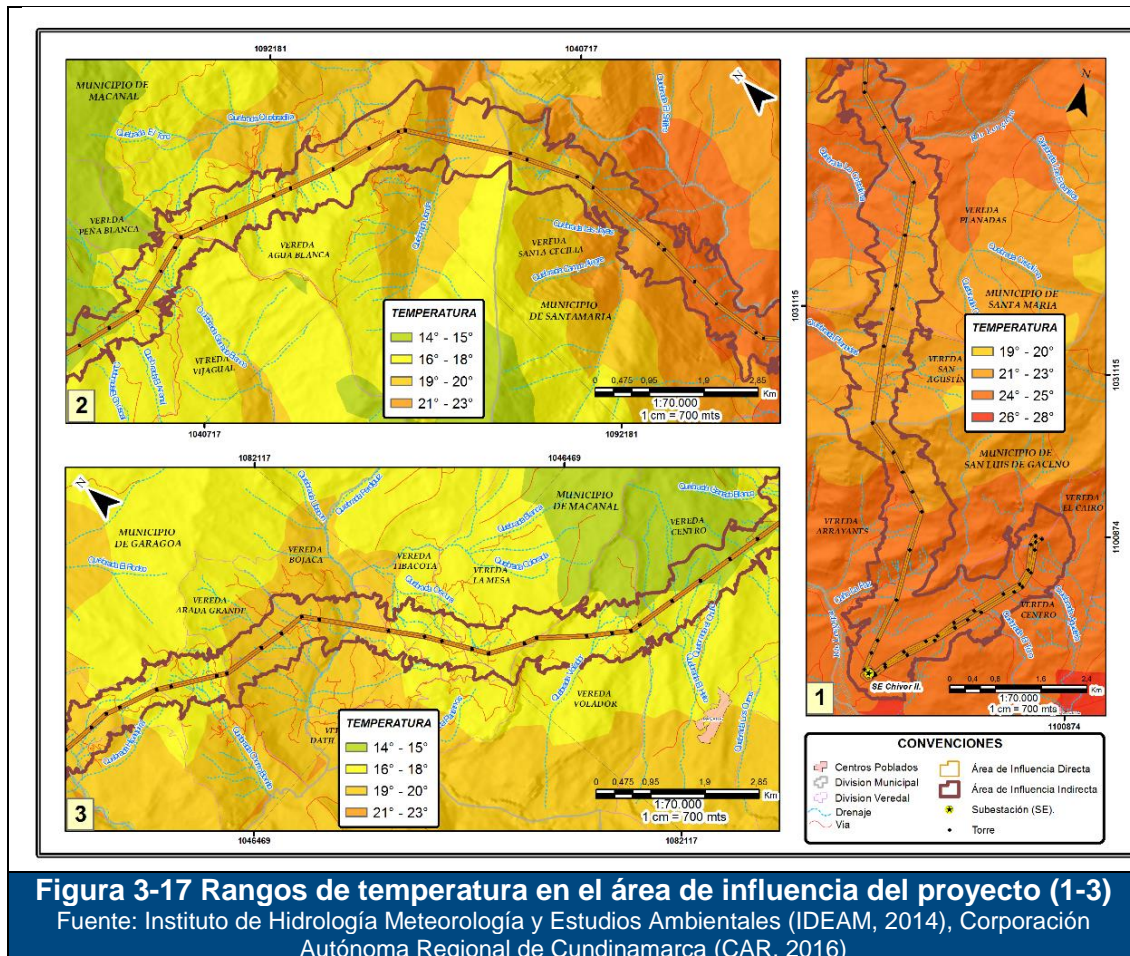 1092181
1040717
MUNICIPIO DE
MACANAL
N
Quebrada El Toro
VEREDA
PEÑA BLANCA
VEREDA
AGUA BLANCA
VEREDA
SANTA CECILIA
MUNICIPIO
DE SANTAMARIA
VEREDA
VIJAGUAL
TEMPERATURA
14° - 15°
16° - 18°
19° - 20°
21° - 23°
0 0,475 0,95 1,9 2,85
Km
1:70.000
1 cm = 700 mts
2
1040717
1092181
1082117
1046469
N
MUNICIPIO
DE GARAGOA
MUNICIPIO
DE MACANAL
VEREDA
CENTRO
VEREDA
BOJACA
VEREDA
TIBACOTA
VEREDA
LA MESA
VEREDA
ARADA GRANDE
Quebrada Colorada
Quebrada Volador
VEREDA
VOLADOR
TEMPERATURA
14° - 15°
16° - 18°
19° - 20°
21° - 23°
0 0,475 0,95 1,9 2,85
Km
1:70.000
1 cm = 700 mts
3
1046469
1082117
N
VEREDA
PLANADAS
1031115
MUNICIPIO DE
SANTA MARIA
VEREDA
SAN
AGUSTÍN
TEMPERATURA
19° - 20°
21° - 23°
24° - 25°
26° - 28°
1031115
MUNICIPIO DE
SAN LUIS DE GACENO
VEREDA
EL CAIRO
VEREDA
ARRAYANES
1100874
VEREDA
CENTRO
SE Chivor II.
0 0,4 0,8 1,6 2,4
Km
1:70.000
1 cm = 700 mts
1
1100874
CONVENCIONES
Centros Poblados
Division Municipal
Division Veredal
Drenaje
Via
Área de Influencia Directa
Área de Influencia Indirecta
Subestación (SE).
Torre
Figura 3-17 Rangos de temperatura en el área de influencia del proyecto (1-3)
Fuente: Instituto de Hidrología Meteorología y Estudios Ambientales (IDEAM, 2014), Corporación
Autónoma Regional de Cundinamarca (CAR, 2016)